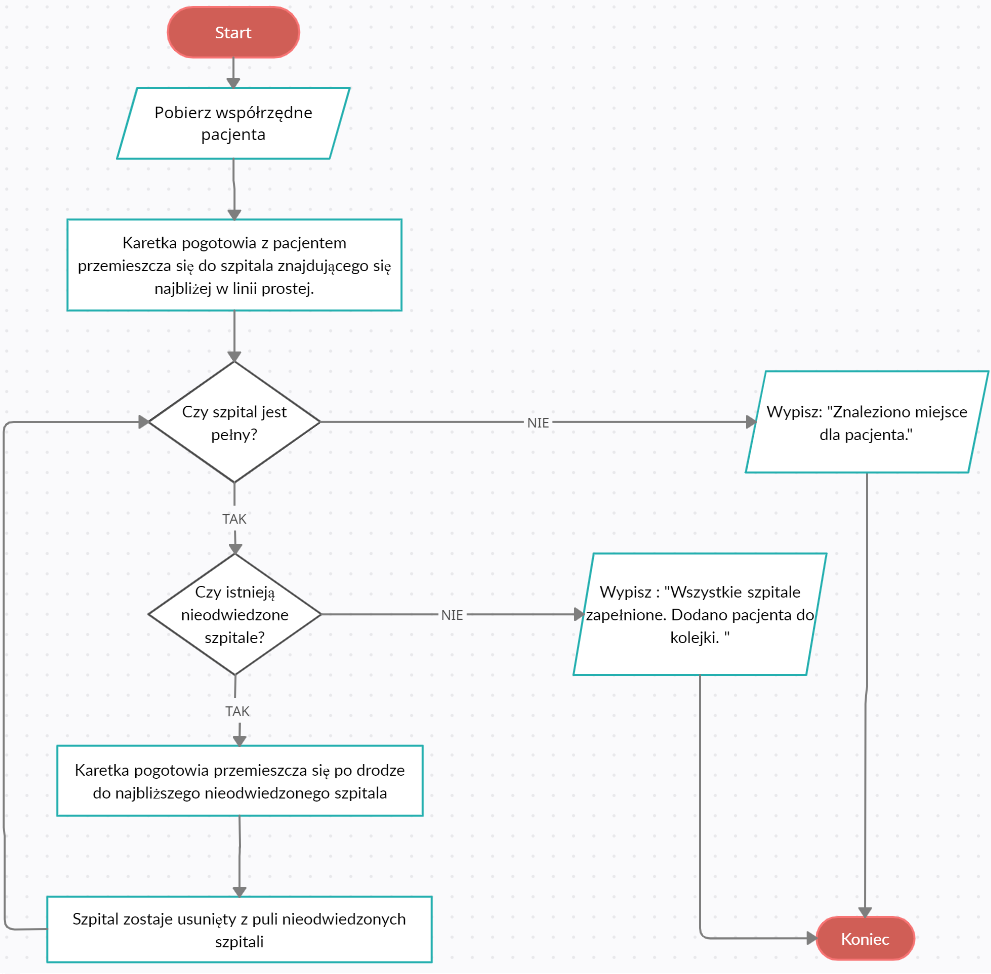 Start
Pobierz współrzędne
pacjenta
Karetka pogotowia z pacjentem
przemieszcza się do szpitala znajdującego się
najbliżej w linii prostej.
Czy szpital jest
pełny?
NIE
Wypisz: "Znaleziono miejsce
dla pacjenta."
TAK
Czy istnieją
nieodwiedzone
szpitale?
NIE
Wypisz : "Wszystkie szpitale
zapełnione. Dodano pacjenta do
kolejki. "
TAK
Karetka pogotowia przemieszcza się po drodze
do najbliższego nieodwiedzonego szpitala
Szpital zostaje usunięty z puli nieodwiedzonych
szpitali
Koniec